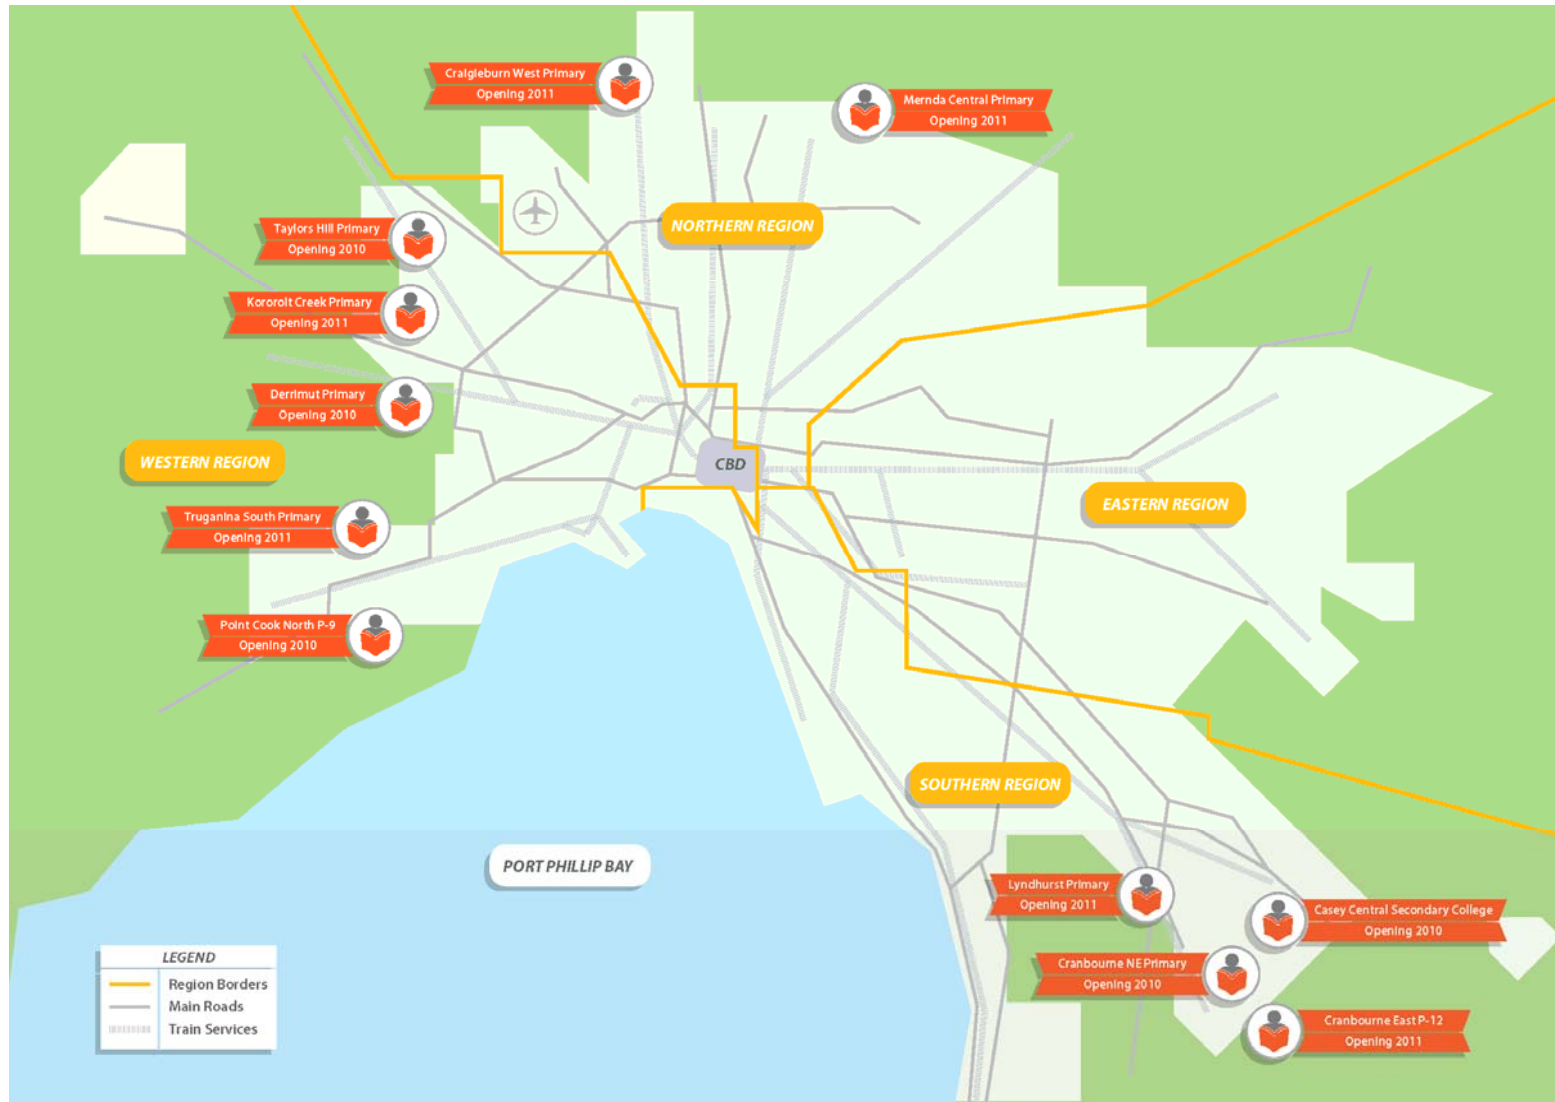 Craigieburn West Primary
Opening 2011
Mernda Central Primary
Opening 2011
Taylors Hill Primary
Opening 2010
NORTHERN REGION
Kororoit Creek Primary
Opening 2011
Derrimut Primary
Opening 2010
WESTERN REGION
CBD
EASTERN REGION
Truganina South Primary
Opening 2011
Point Cook North P-9
Opening 2010
SOUTHERN REGION
PORT PHILLIP BAY
Lyndhurst Primary
Opening 2011
Casey Central Secondary College
Opening 2010
Cranbourne NE Primary
Opening 2010
Cranbourne East P-12
Opening 2011
LEGEND
Region Borders
Main Roads
Train Services